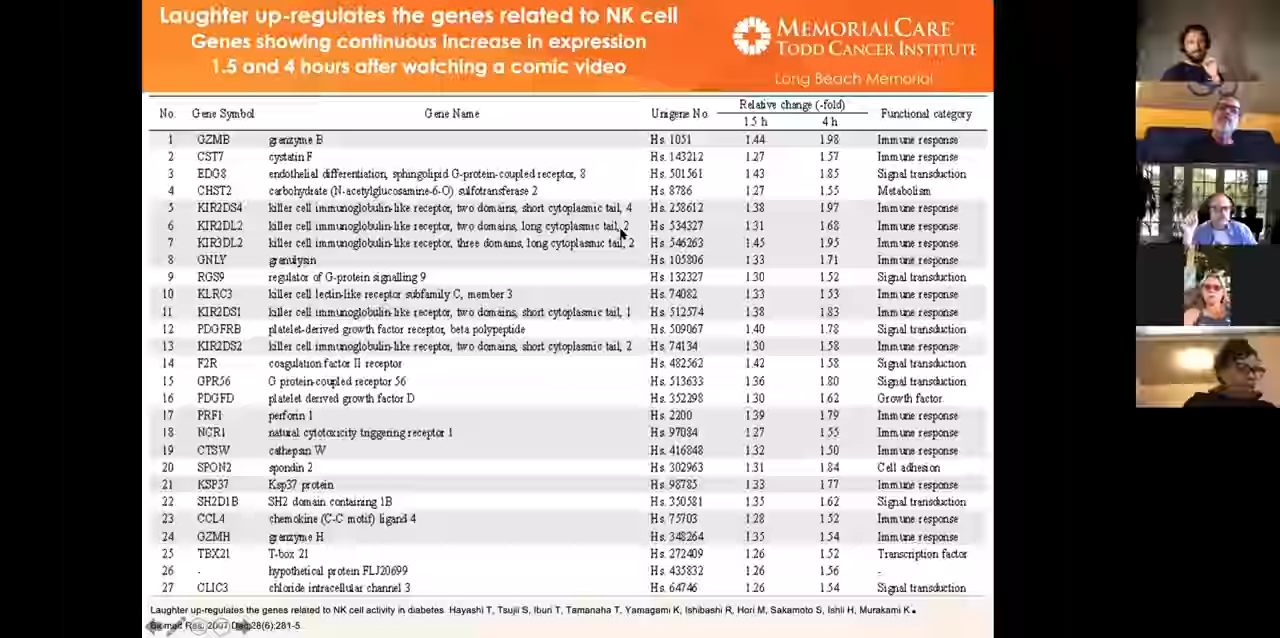 Laughter up-regulates the genes related to NK cell
Genes showing continuous increase in expression
1.5 and 4 hours after watching a comic video
MEMORIALCARE
TODD CANCER INSTITUTE
Long Beach Memorial
No. Gene Symbol Gene Name Unigene No. Relative change (-fold) Functional category
1.5 h 4 h
1 GZMB granzyme B Hs. 1051 1.44 1.98 Immune response
2 CST7 cystatin F Hs. 143212 1.27 1.57 Immune response
3 EDG8 endothelial differentiation, sphingolipid G-protein-coupled receptor, 8 Hs. 501561 1.43 1.85 Signal transduction
4 CHST2 carbohydrate (N-acetylglucosamine-6-O) sulfotransferase 2 Hs. 8786 1.27 1.55 Metabolism
5 KIR2DS4 killer cell immunoglobulin-like receptor, two domains, short cytoplasmic tail, 4 Hs. 258612 1.38 1.97 Immune response
6 KIR2DL2 killer cell immunoglobulin-like receptor, two domains, long cytoplasmic tail, 2 Hs. 534327 1.31 1.68 Immune response
7 KIR3DL2 killer cell immunoglobulin-like receptor, three domains, long cytoplasmic tail, 2 Hs. 546263 1.45 1.95 Immune response
8 GNLY granulysin Hs. 105806 1.33 1.71 Immune response
9 RGS9 regulator of G-protein signalling 9 Hs. 132327 1.30 1.52 Signal transduction
10 KLRC3 killer cell lectin-like receptor subfamily C, member 3 Hs. 74082 1.33 1.53 Immune response
11 KIR2DS1 killer cell immunoglobulin-like receptor, two domains, short cytoplasmic tail, 1 Hs. 512574 1.38 1.83 Immune response
12 PDGFRB platelet-derived growth factor receptor, beta polypeptide Hs. 509067 1.40 1.78 Signal transduction
13 KIR2DS2 killer cell immunoglobulin-like receptor, two domains, short cytoplasmic tail, 2 Hs. 74134 1.30 1.58 Immune response
14 F2R coagulation factor II receptor Hs. 482562 1.42 1.58 Signal transduction
15 GPR56 G protein-coupled receptor 56 Hs. 513633 1.36 1.80 Signal transduction
16 PDGFD platelet derived growth factor D Hs. 352298 1.30 1.62 Growth factor
17 PRF1 perforin 1 Hs. 2200 1.39 1.79 Immune response
18 NCR1 natural cytotoxicity triggering receptor 1 Hs. 97084 1.27 1.55 Immune response
19 CTSW cathepsin W Hs. 416848 1.32 1.50 Immune response
20 SPON2 spondin 2 Hs. 302963 1.31 1.84 Cell adhesion
21 KSP37 Ksp37 protein Hs. 98785 1.33 1.77 Immune response
22 SH2D1B SH2 domain containing 1B Hs. 350581 1.35 1.62 Signal transduction
23 CCL4 chemokine (C-C motif) ligand 4 Hs. 75703 1.28 1.52 Immune response
24 GZMH granzyme H Hs. 348264 1.35 1.54 Immune response
25 TBX21 T-box 21 Hs. 272409 1.26 1.52 Transcription factor
26 - hypothetical protein FLJ20699 Hs. 435832 1.26 1.56 -
27 CLIC3 chloride intracellular channel 3 Hs. 64746 1.26 1.54 Signal transduction
Laughter up-regulates the genes related to NK cell activity in diabetes. Hayashi T, Tsujii S, Iburi T, Tamanaha T, Yamagami K, Ishibashi R, Hori M, Sakamoto S, Ishii H, Murakami K.
Biomed Res. 2007 Dec;28(6):281-5.